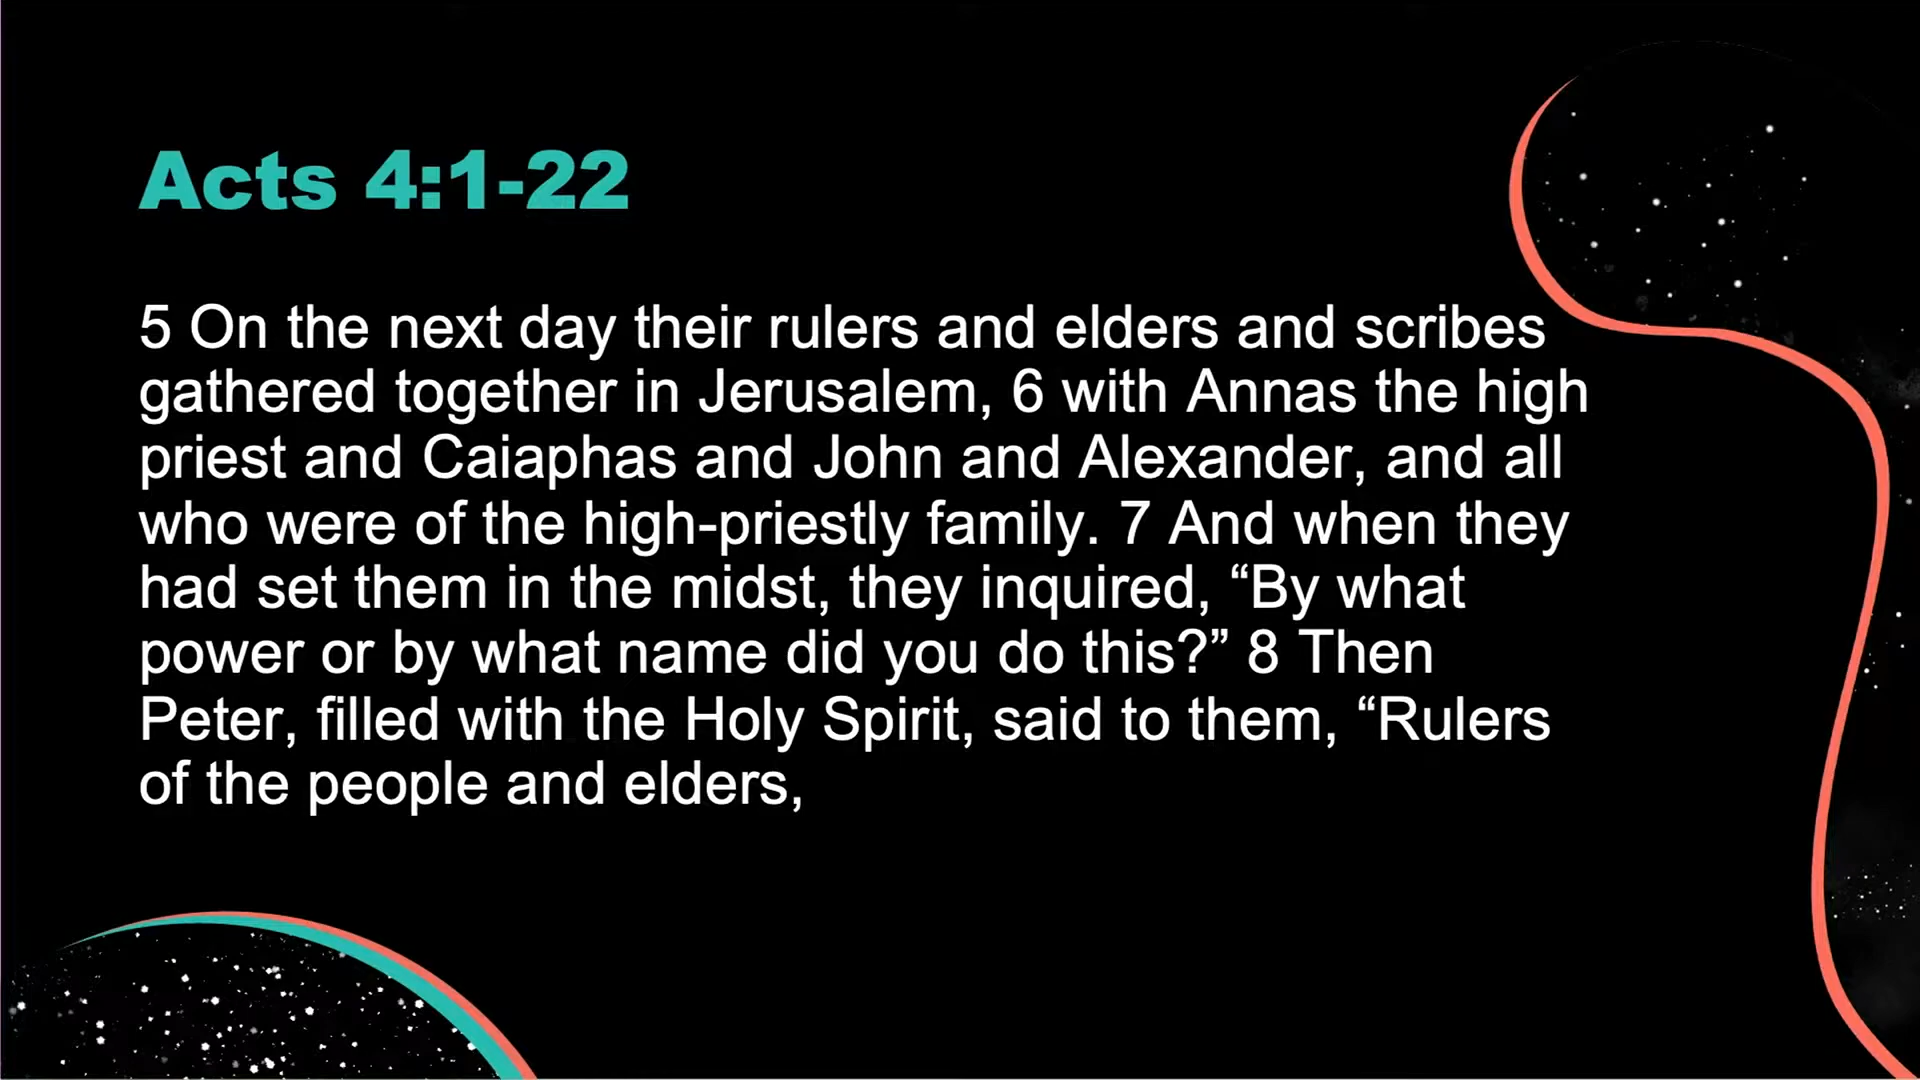 Acts 4:1-22
5 On the next day their rulers and elders and scribes
gathered together in Jerusalem, 6 with Annas the high
priest and Caiaphas and John and Alexander, and all
who were of the high-priestly family. 7 And when they
had set them in the midst, they inquired, “By what
power or by what name did you do this?” 8 Then
Peter, filled with the Holy Spirit, said to them, “Rulers
of the people and elders,